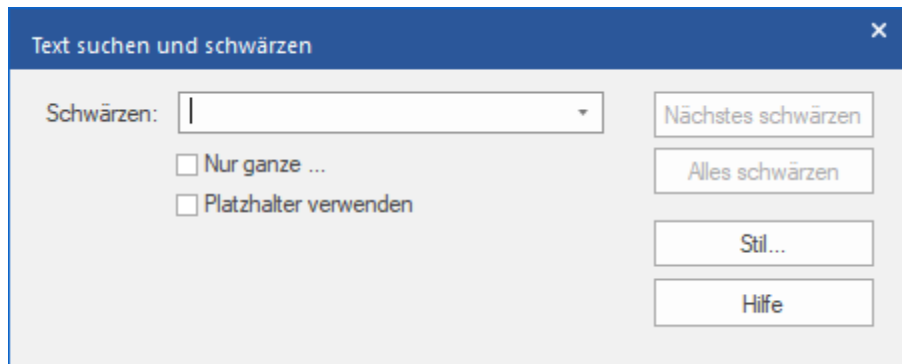 Text suchen und schwärzen
Schwärzen:
Nächstes schwärzen
Nur ganze ...
Alles schwärzen
Platzhalter verwenden
Stil...
Hilfe